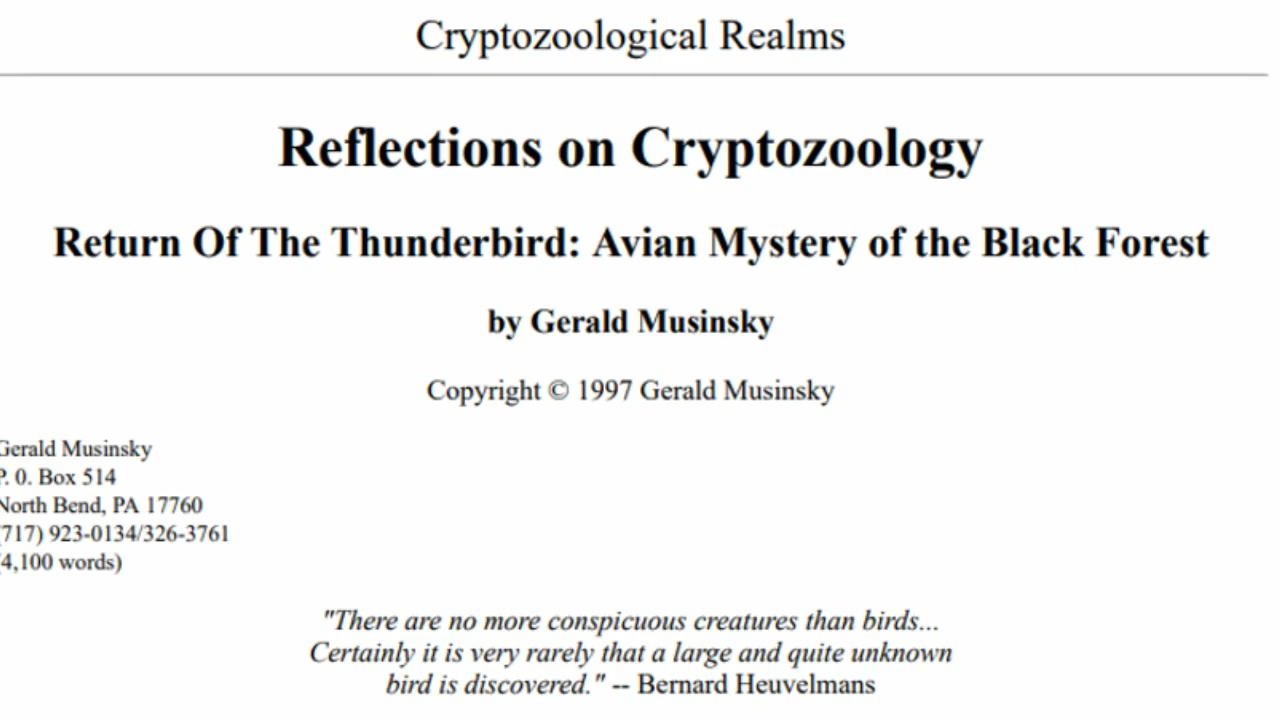 Cryptozoological Realms
Reflections on Cryptozoology
Return Of The Thunderbird: Avian Mystery of the Black Forest
by Gerald Musinsky
Copyright © 1997 Gerald Musinsky
Gerald Musinsky
P. 0. Box 514
North Bend, PA 17760
(717) 923-0134/326-3761
(4,100 words)
"There are no more conspicuous creatures than birds...
Certainly it is very rarely that a large and quite unknown
bird is discovered." -- Bernard Heuvelmans